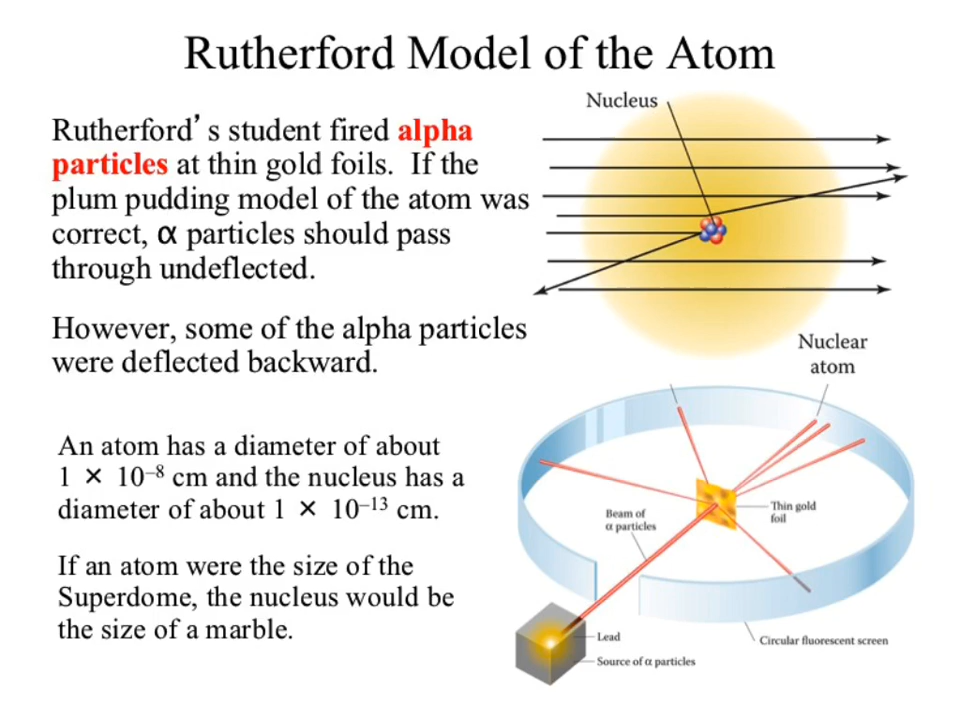 Rutherford Model of the Atom
Rutherford’s student fired alpha
particles at thin gold foils. If the
plum pudding model of the atom was
correct, α particles should pass
through undeflected.
However, some of the alpha particles
were deflected backward.
An atom has a diameter of about
1 × 10⁻⁸ cm and the nucleus has a
diameter of about 1 × 10⁻¹³ cm.
If an atom were the size of the
Superdome, the nucleus would be
the size of a marble.
Nucleus
Nuclear
atom
Beam of
α particles
Thin gold
foil
Lead
Source of α particles
Circular fluorescent screen